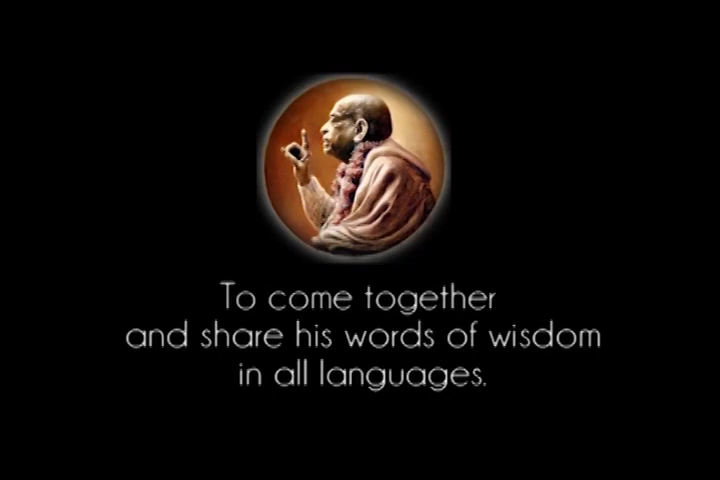 To come together
and share his words of wisdom
in all languages.